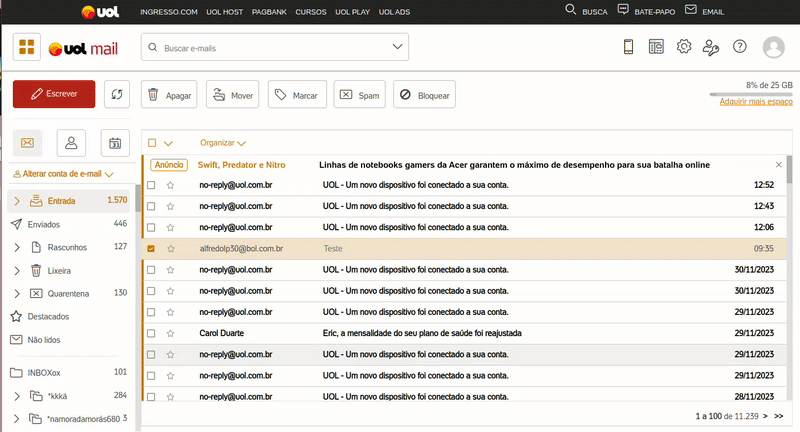 UOL INGRESSO.COM UOL HOST PAGBANK CURSOS UOL PLAY UOL ADS BUSCA BATE-PAPO EMAIL
UOL mail Buscar e-mails
8% de 25 GB
Escrever Apagar Mover Marcar Spam Bloquear
Adquirir mais espaço
31
Organizar
Alterar conta de e-mail
Anúncio Swift, Predator e Nitro Linhas de notebooks gamers da Acer garantem o máximo de desempenho para sua batalha online
no-reply@uol.com.br UOL - Um novo dispositivo foi conectado a sua conta. 12:52
Entrada 1.570
no-reply@uol.com.br UOL - Um novo dispositivo foi conectado a sua conta. 12:43
Enviados 446
no-reply@uol.com.br UOL - Um novo dispositivo foi conectado a sua conta. 12:06
Rascunhos 127
alfredolp30@bol.com.br Teste 09:35
Lixeira
no-reply@uol.com.br UOL - Um novo dispositivo foi conectado a sua conta. 30/11/2023
Quarentena 130
no-reply@uol.com.br UOL - Um novo dispositivo foi conectado a sua conta. 30/11/2023
Destacados
no-reply@uol.com.br UOL - Um novo dispositivo foi conectado a sua conta. 29/11/2023
Não lidos
Carol Duarte Eric, a mensalidade do seu plano de saúde foi reajustada 29/11/2023
no-reply@uol.com.br UOL - Um novo dispositivo foi conectado a sua conta. 29/11/2023
INBOXox 101
no-reply@uol.com.br UOL - Um novo dispositivo foi conectado a sua conta. 29/11/2023
*kkká 284
no-reply@uol.com.br UOL - Um novo dispositivo foi conectado a sua conta. 28/11/2023
*namoradamorás680 3
1 a 100 de 11.239 > >>